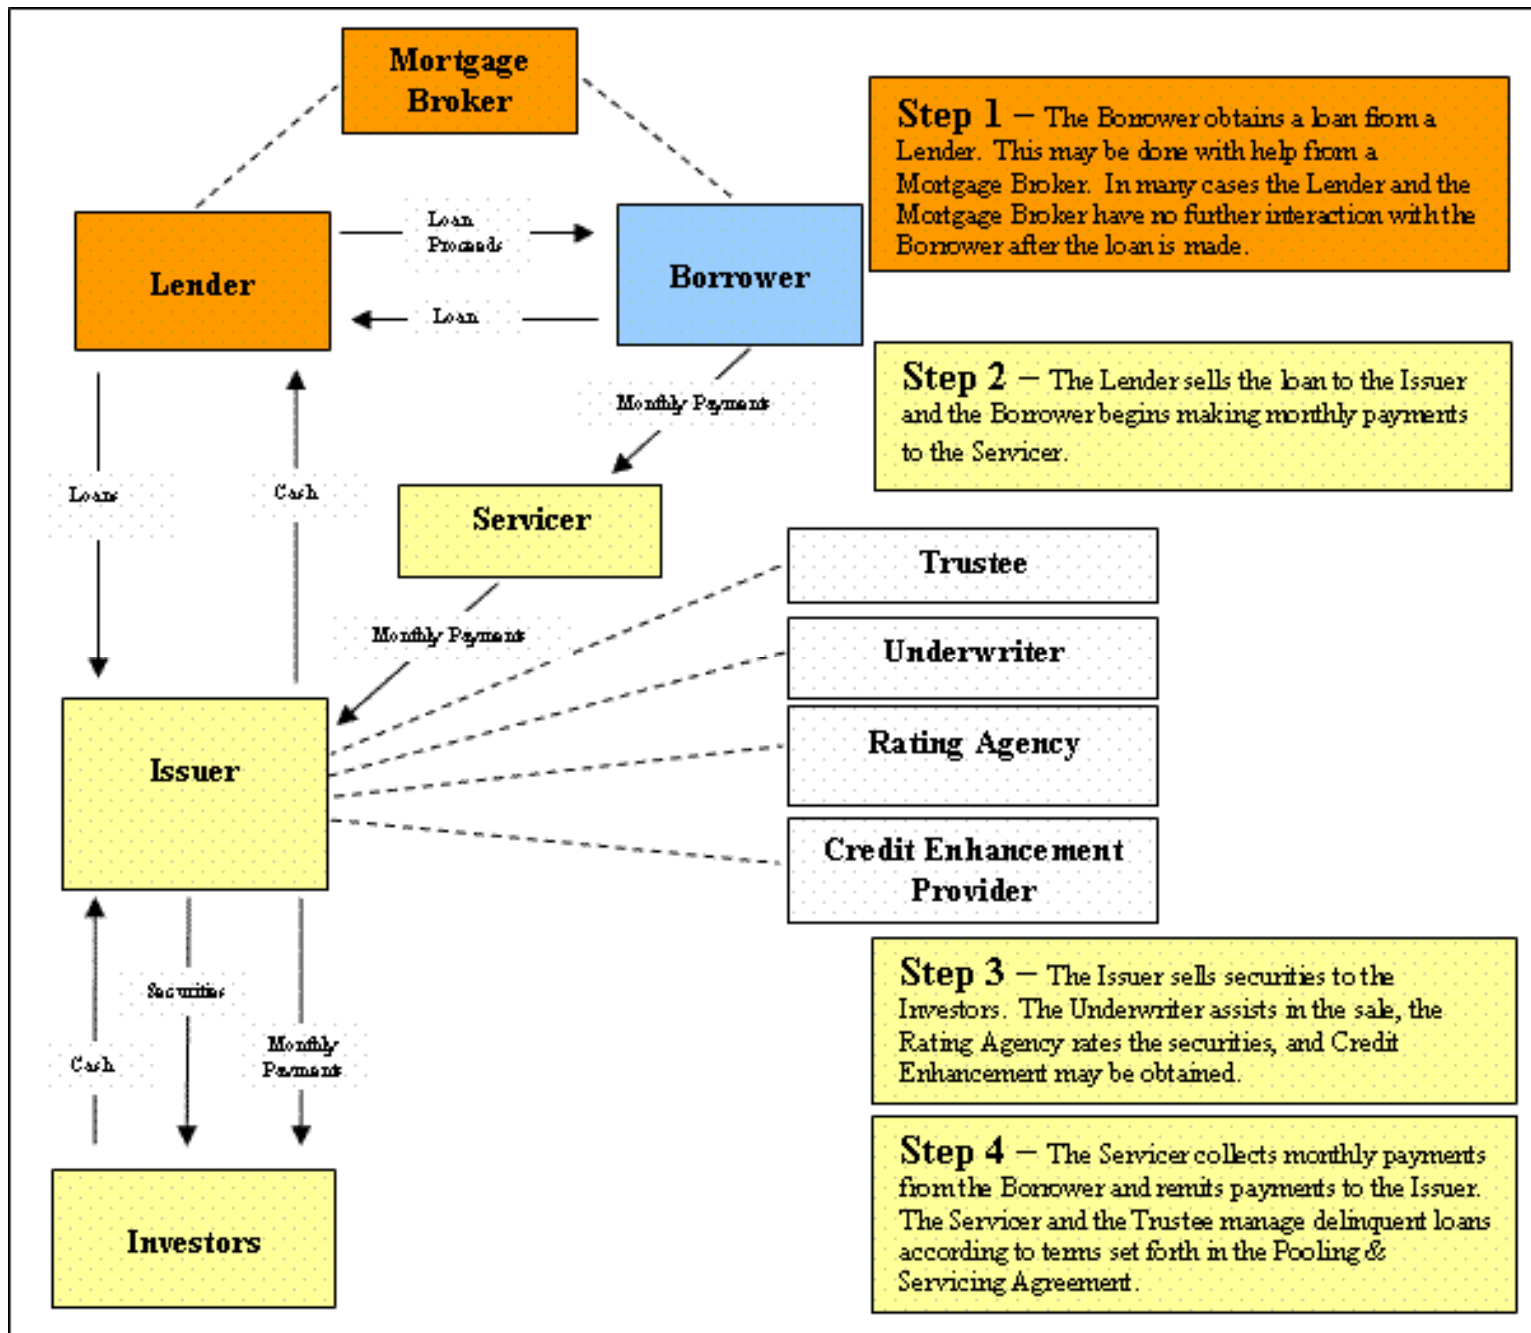 Mortgage
Broker
Step 1 – The Borrower obtains a loan from a
Lender. This may be done with help from a
Mortgage Broker. In many cases the Lender and the
Mortgage Broker have no further interaction with the
Borrower after the loan is made.
Lender
Loan
Proceeds
Borrower
Loan
Step 2 – The Lender sells the loan to the Issuer
and the Borrower begins making monthly payments
to the Servicer.
Monthly Payments
Loans
Cash
Servicer
Trustee
Monthly Payments
Underwriter
Issuer
Rating Agency
Credit Enhancement
Provider
Securities
Cash
Monthly
Payments
Step 3 – The Issuer sells securities to the
Investors. The Underwriter assists in the sale, the
Rating Agency rates the securities, and Credit
Enhancement may be obtained.
Step 4 – The Servicer collects monthly payments
from the Borrower and remits payments to the Issuer.
The Servicer and the Trustee manage delinquent loans
according to terms set forth in the Pooling &
Servicing Agreement.
Investors